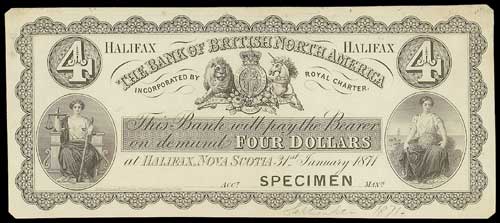 4 HALIFAX HALIFAX 4
THE BANK OF BRITISH NORTH AMERICA
INCORPORATED BY ROYAL CHARTER.
This Bank will pay the Bearer
on demand FOUR DOLLARS
at HALIFAX, NOVA SCOTIA 31st January 1871
ACCT SPECIMEN MANR